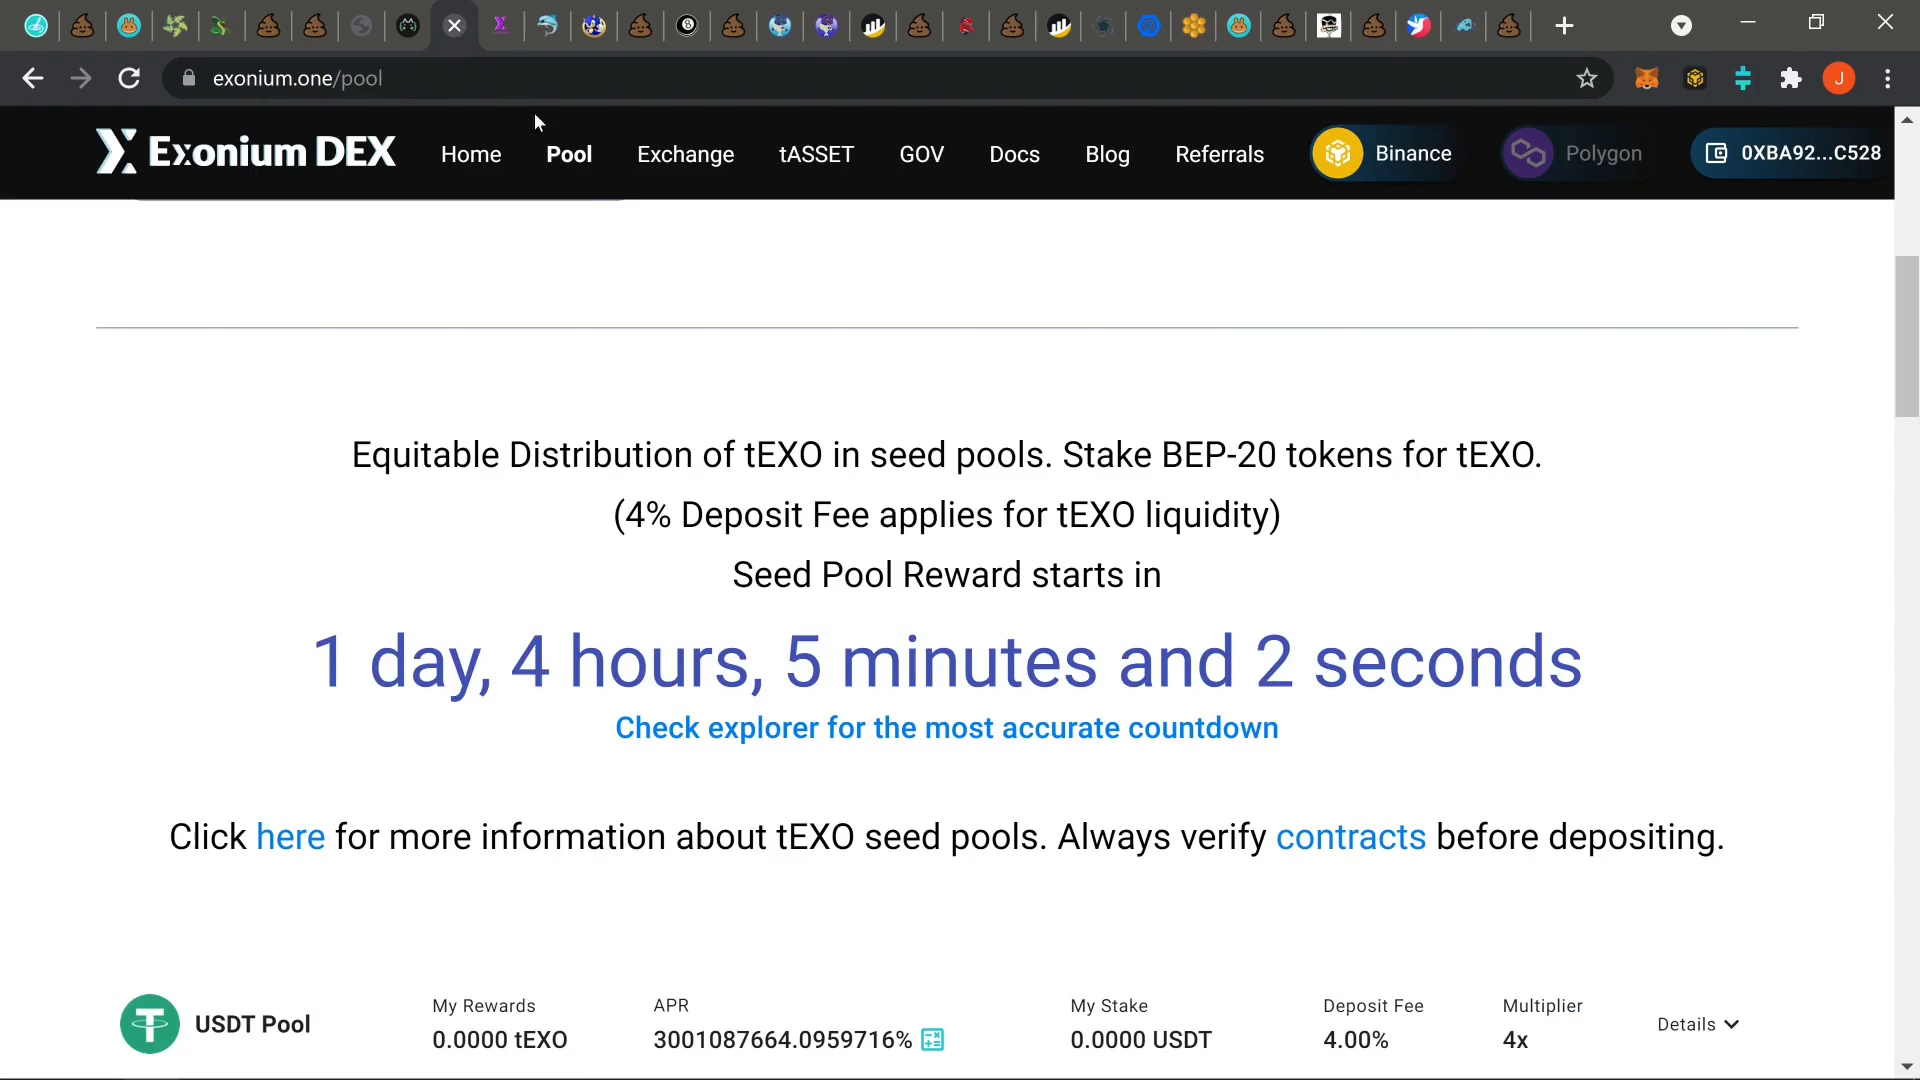 exonium.one/pool
J
Exonium DEX
Home
Pool
Exchange
tASSET
GOV
Docs
Blog
Referrals
Binance
Polygon
0XBA92...C528
Equitable Distribution of tEXO in seed pools. Stake BEP-20 tokens for tEXO.
(4% Deposit Fee applies for tEXO liquidity)
Seed Pool Reward starts in
1 day, 4 hours, 5 minutes and 2 seconds
Check explorer for the most accurate countdown
Click here for more information about tEXO seed pools. Always verify contracts before depositing.
USDT Pool
My Rewards
0.0000 tEXO
APR
3001087664.0959716%
My Stake
0.0000 USDT
Deposit Fee
4.00%
Multiplier
4x
Details